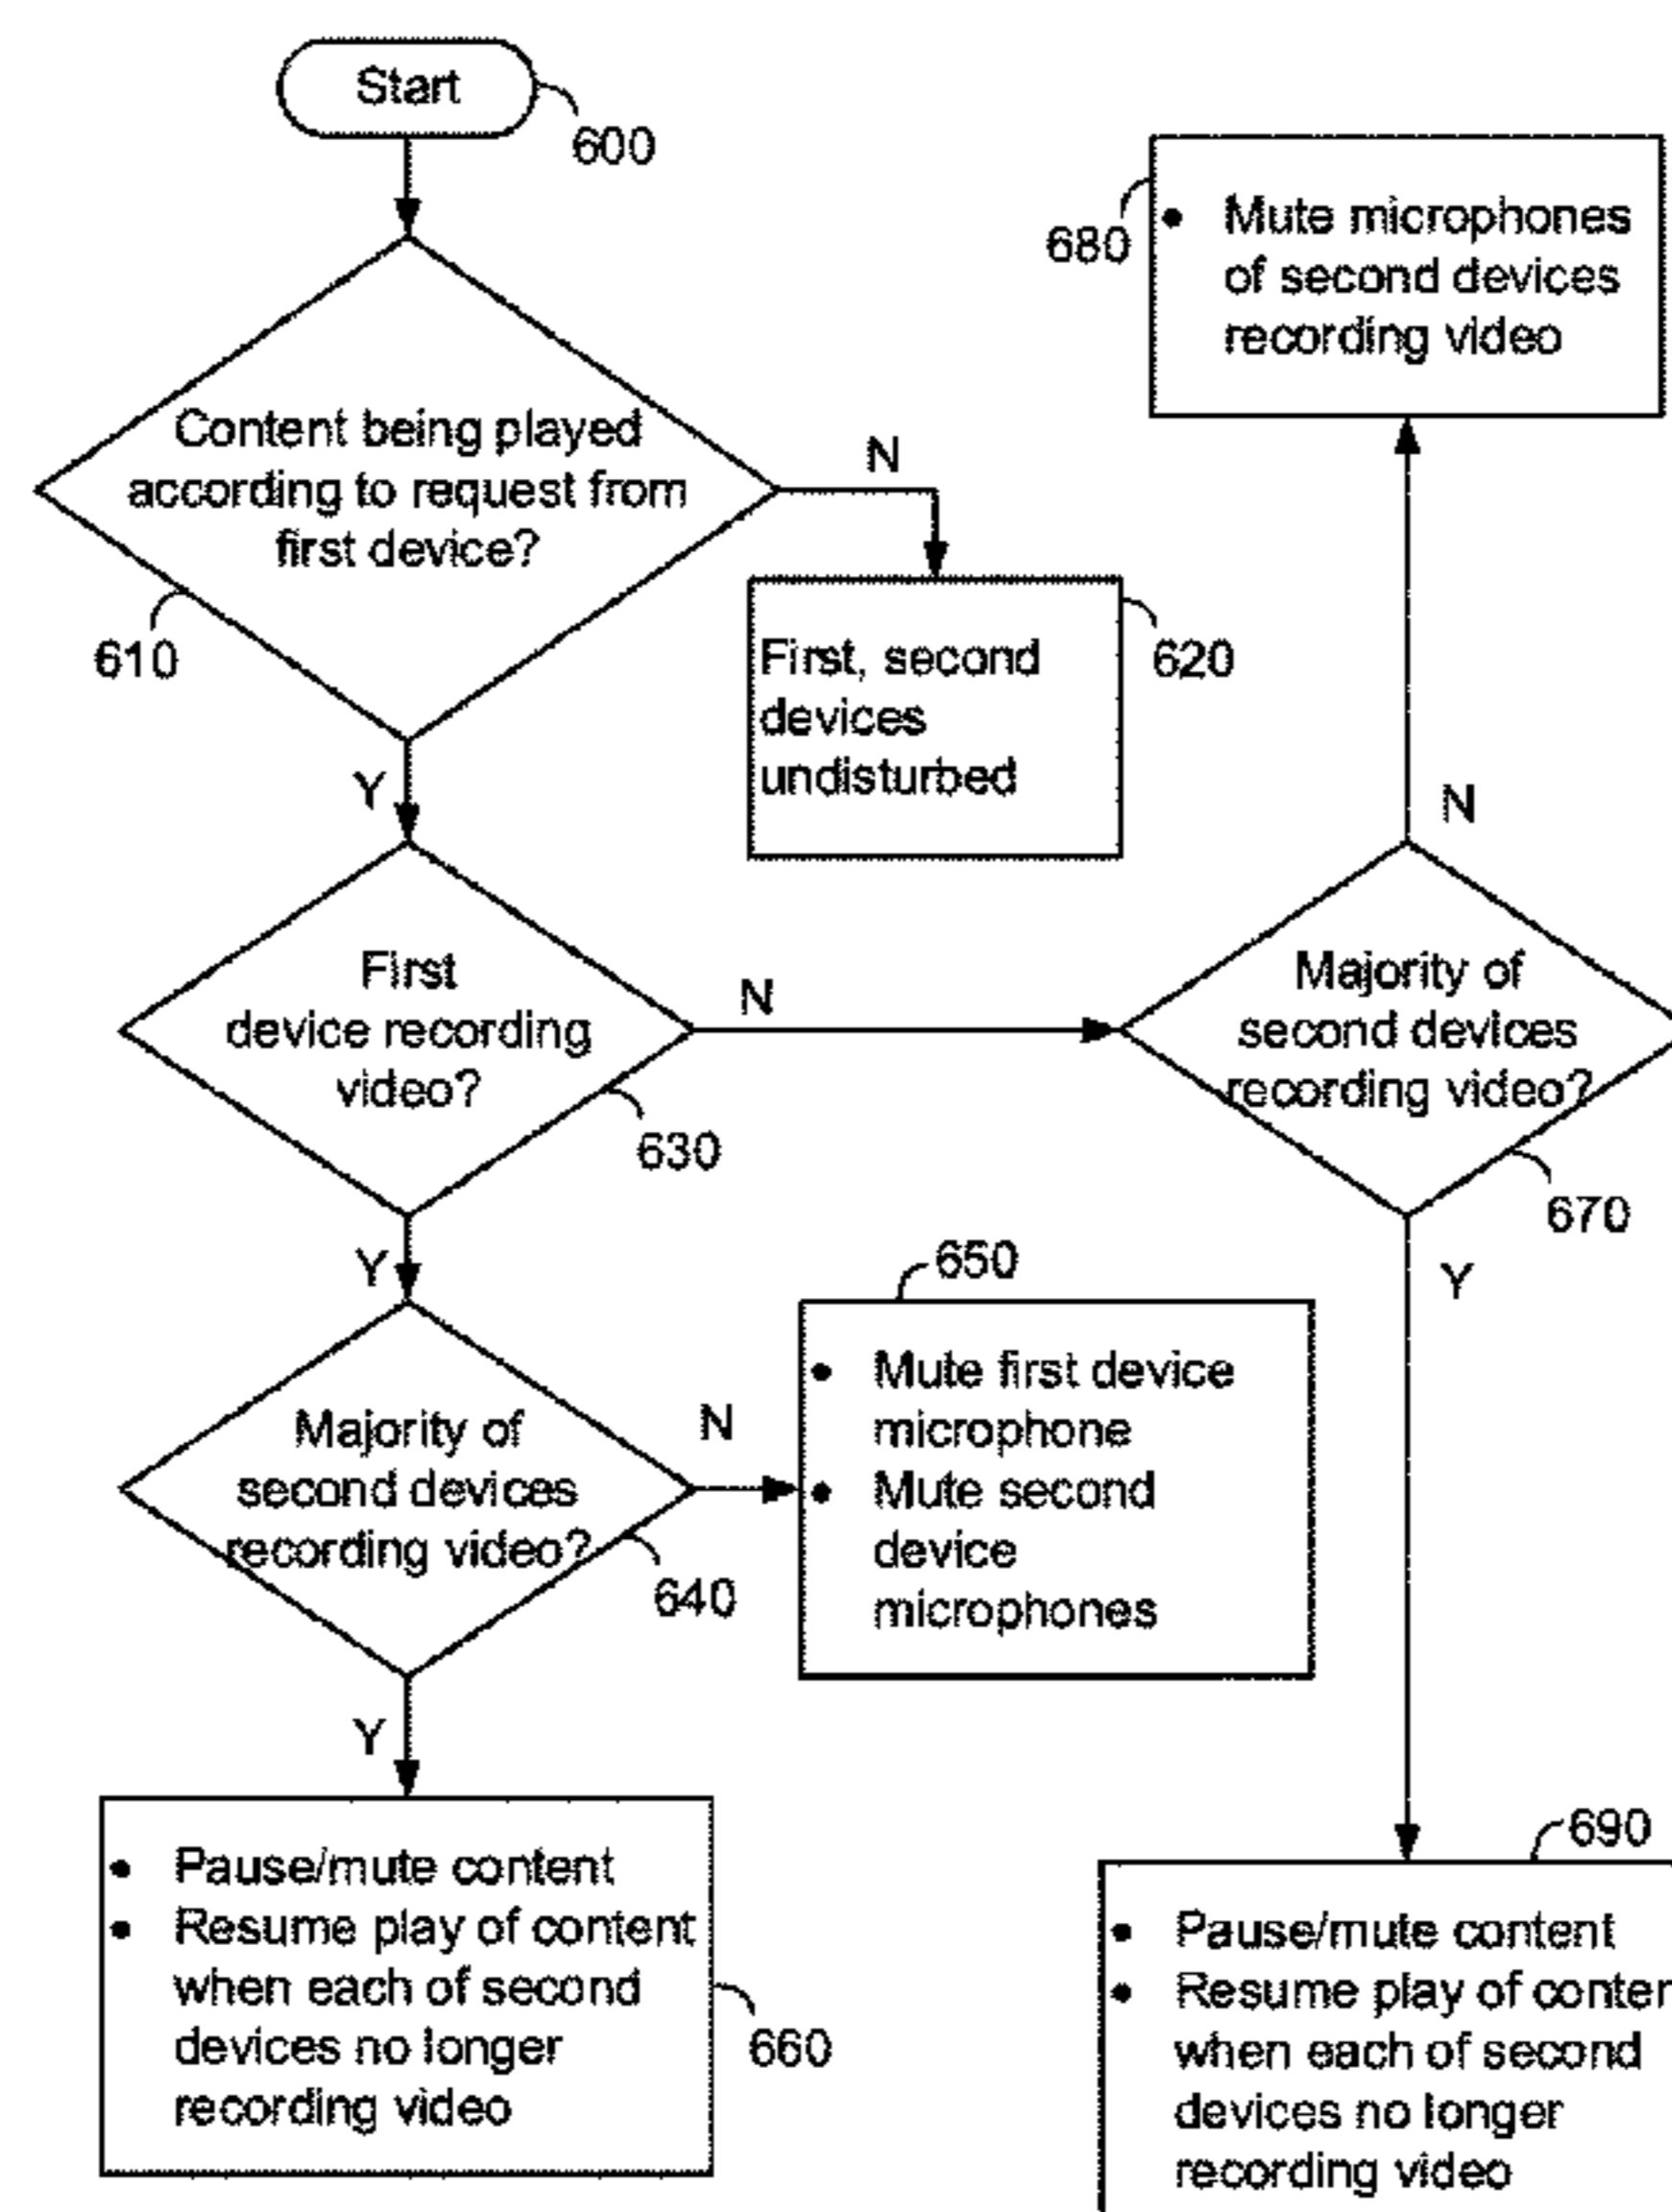 Start
600
Content being played
according to request from
first device?
610
N
Y
First, second
devices
undisturbed
620
First
device recording
video?
630
N
Y
Majority of
second devices
recording video?
640
N
Y
650
• Mute first device
microphone
• Mute second
device
microphones
• Pause/mute content
• Resume play of content
when each of second
devices no longer
recording video
660
Majority of
second devices
recording video?
670
N
Y
680
• Mute microphones
of second devices
recording video
690
• Pause/mute content
• Resume play of
when each of second
devices no longer
recording video